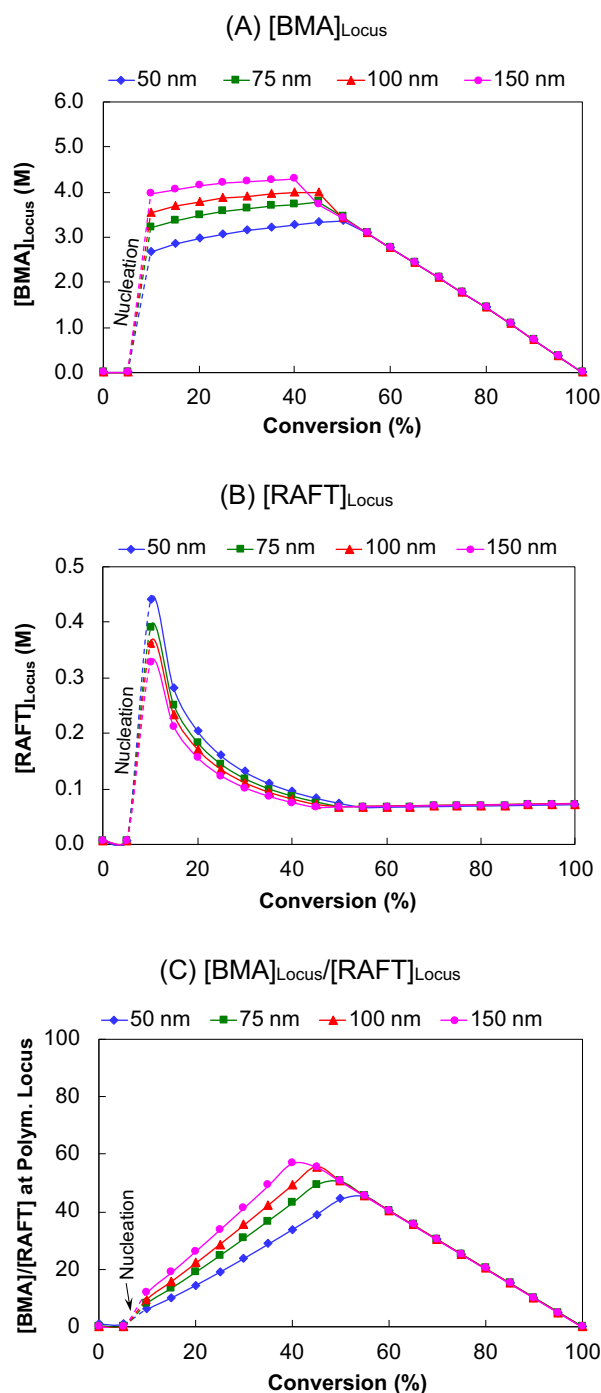 (A) [BMA]Locus
50 nm 75 nm 100 nm 150 nm
6.0
5.0
4.0
3.0
2.0
1.0
0.0
[BMA]Locus (M)
Nucleation
0 20 40 60 80 100
Conversion (%)
(B) [RAFT]Locus
50 nm 75 nm 100 nm 150 nm
0.5
0.4
0.3
0.2
0.1
0.0
[RAFT]Locus (M)
Nucleation
0 20 40 60 80 100
Conversion (%)
(C) [BMA]Locus/[RAFT]Locus
50 nm 75 nm 100 nm 150 nm
100
80
60
40
20
0
[BMA]/[RAFT] at Polym. Locus
Nucleation
0 20 40 60 80 100
Conversion (%)